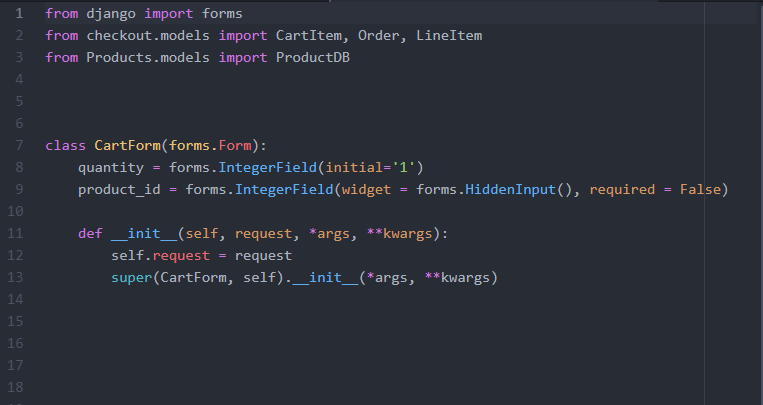 1 from django import forms
2 from checkout.models import CartItem, Order, LineItem
3 from Products.models import ProductDB
4
5
6
7 class CartForm(forms.Form):
8     quantity = forms.IntegerField(initial='1')
9     product_id = forms.IntegerField(widget = forms.HiddenInput(), required = False)
10
11     def __init__(self, request, *args, **kwargs):
12         self.request = request
13         super(CartForm, self).__init__(*args, **kwargs)
14
15
16
17
18